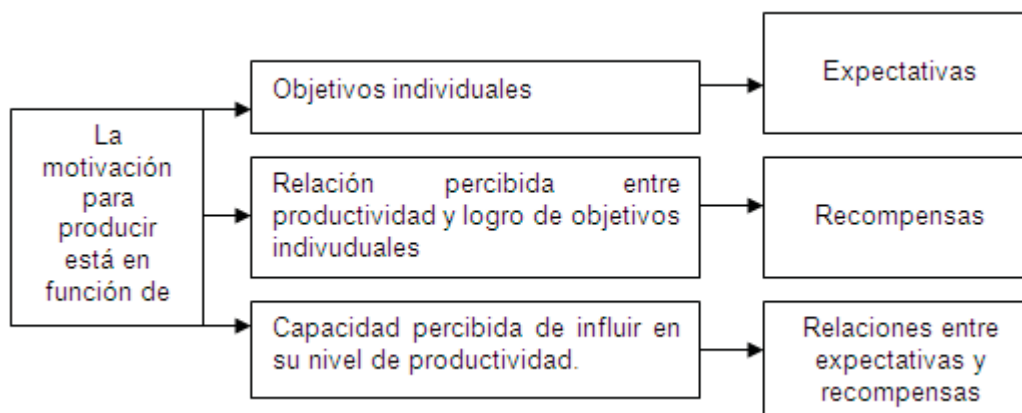 La
motivación
para
producir
está en
función de
Objetivos individuales
Expectativas
Relación percibida entre
productividad y logro de objetivos
indivuduales
Recompensas
Capacidad percibida de influir en
su nivel de productividad.
Relaciones entre
expectativas y
recompensas